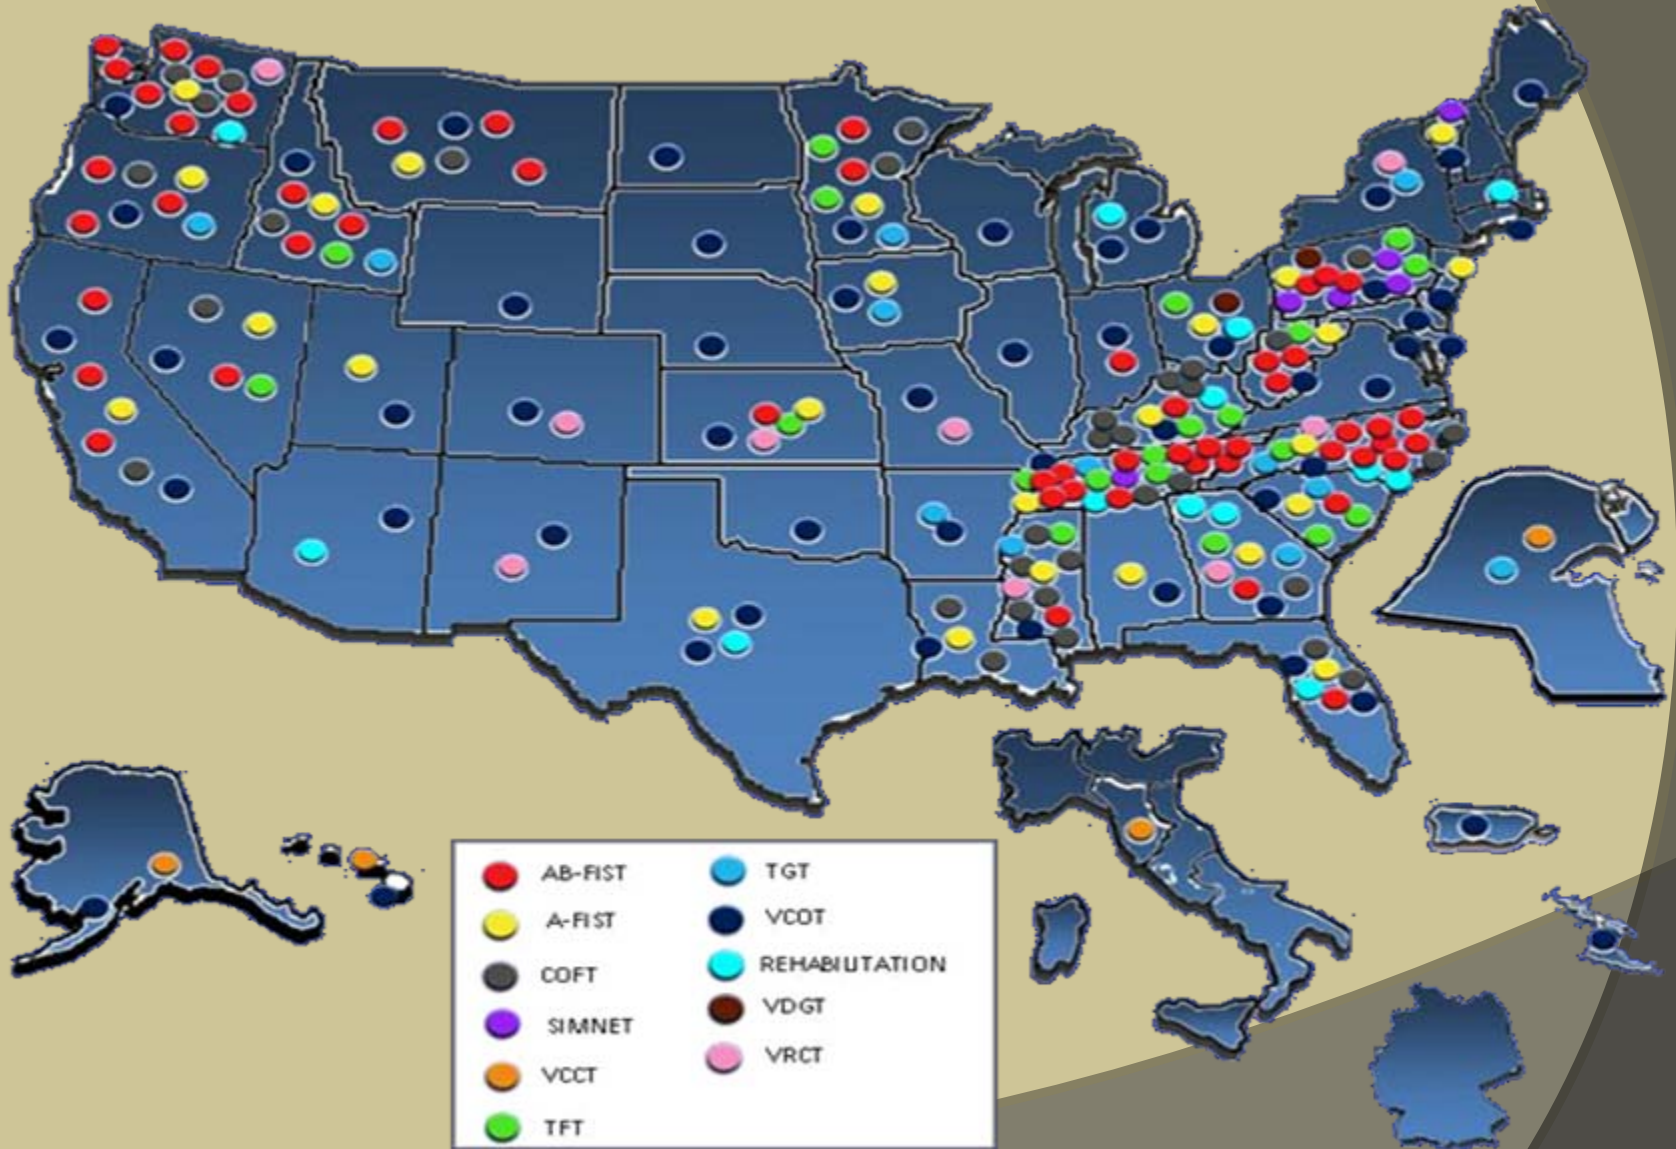 AB-FIST
A-FIST
COFT
SIMNET
VCCT
TFT
TGT
VCOT
REHABILITATION
VDGT
VRCT